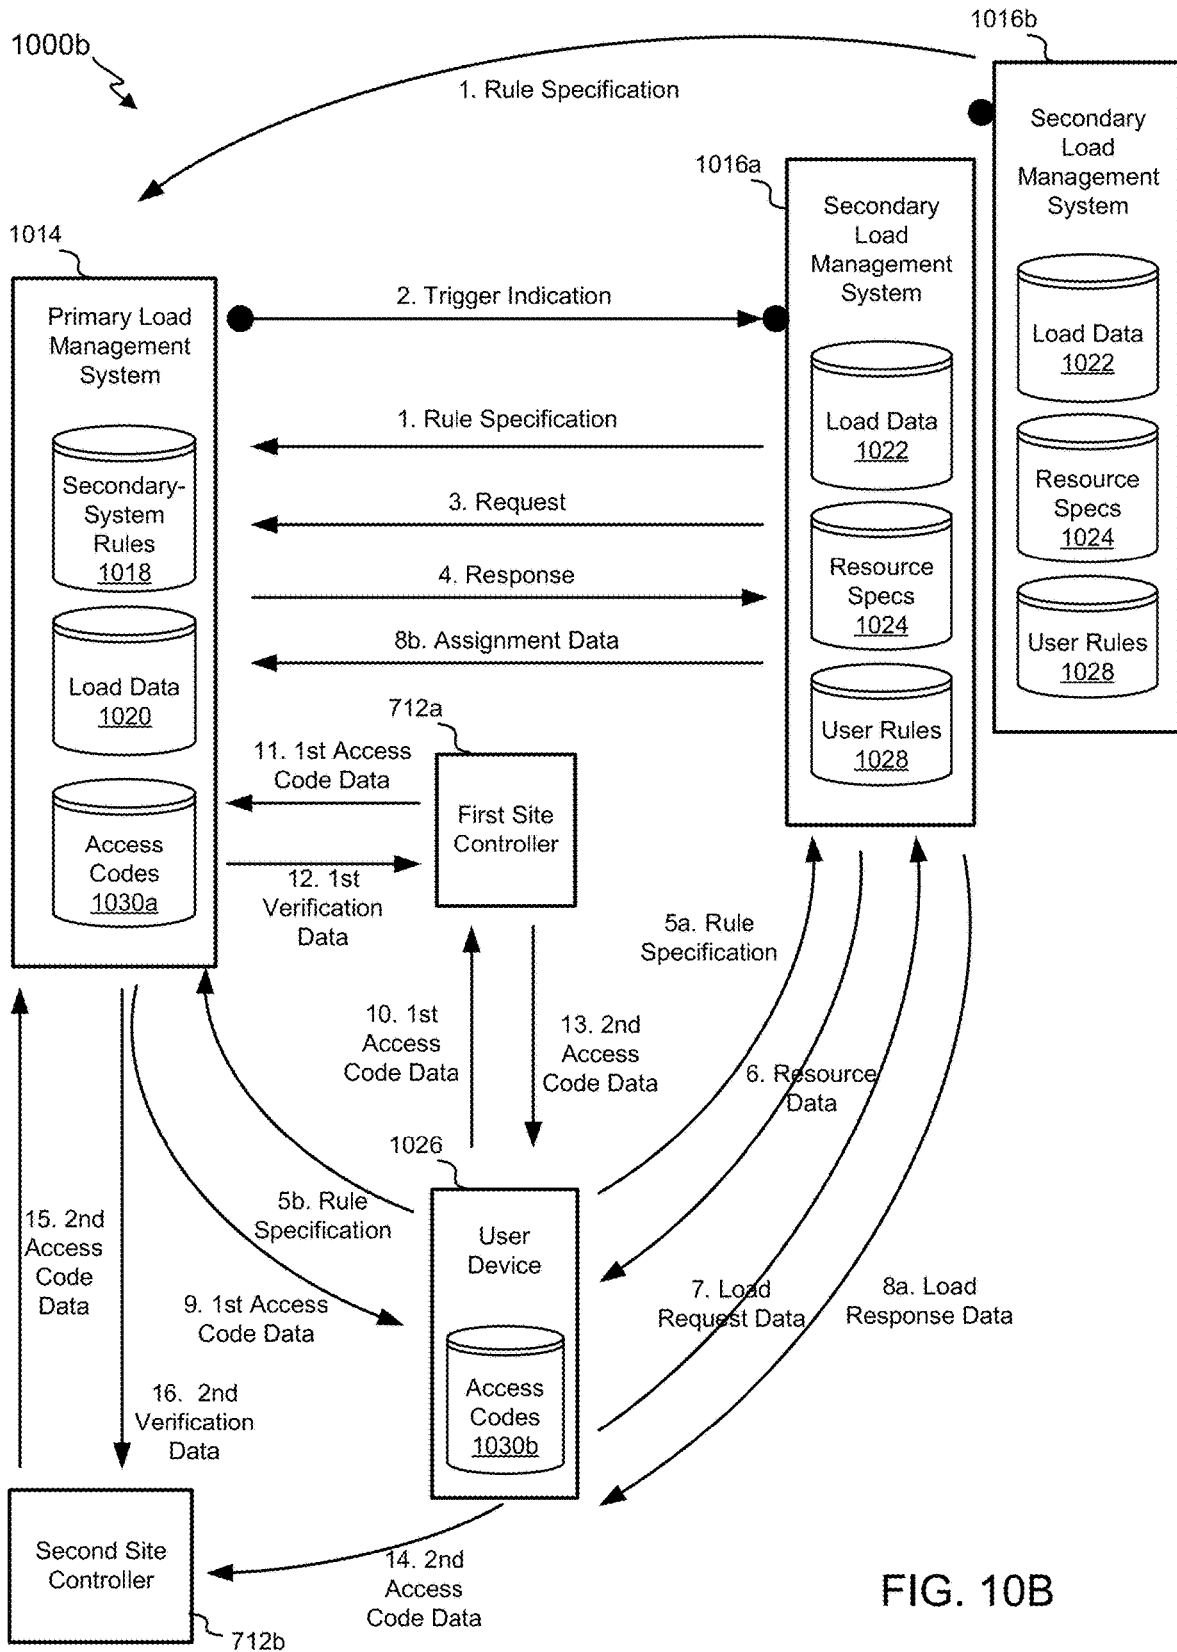 1000b
1016b
1. Rule Specification
Secondary
Load
Management
System
Load Data
1022
Resource
Specs
1024
User Rules
1028
1016a
Secondary
Load
Management
System
Load Data
1022
Resource
Specs
1024
User Rules
1028
1014
Primary Load
Management
System
Secondary-
System
Rules
1018
Load Data
1020
Access
Codes
1030a
2. Trigger Indication
1. Rule Specification
3. Request
4. Response
8b. Assignment Data
712a
First Site
Controller
11. 1st Access
Code Data
12. 1st
Verification
Data
10. 1st
Access
Code Data
13. 2nd
Access
Code Data
5a. Rule
Specification
6. Resource
Data
7. Load
Request Data
8a. Load
Response Data
1026
User
Device
Access
Codes
1030b
5b. Rule
Specification
9. 1st Access
Code Data
15. 2nd
Access
Code
Data
16. 2nd
Verification
Data
14. 2nd
Access
Code Data
Second Site
Controller
712b
FIG. 10B